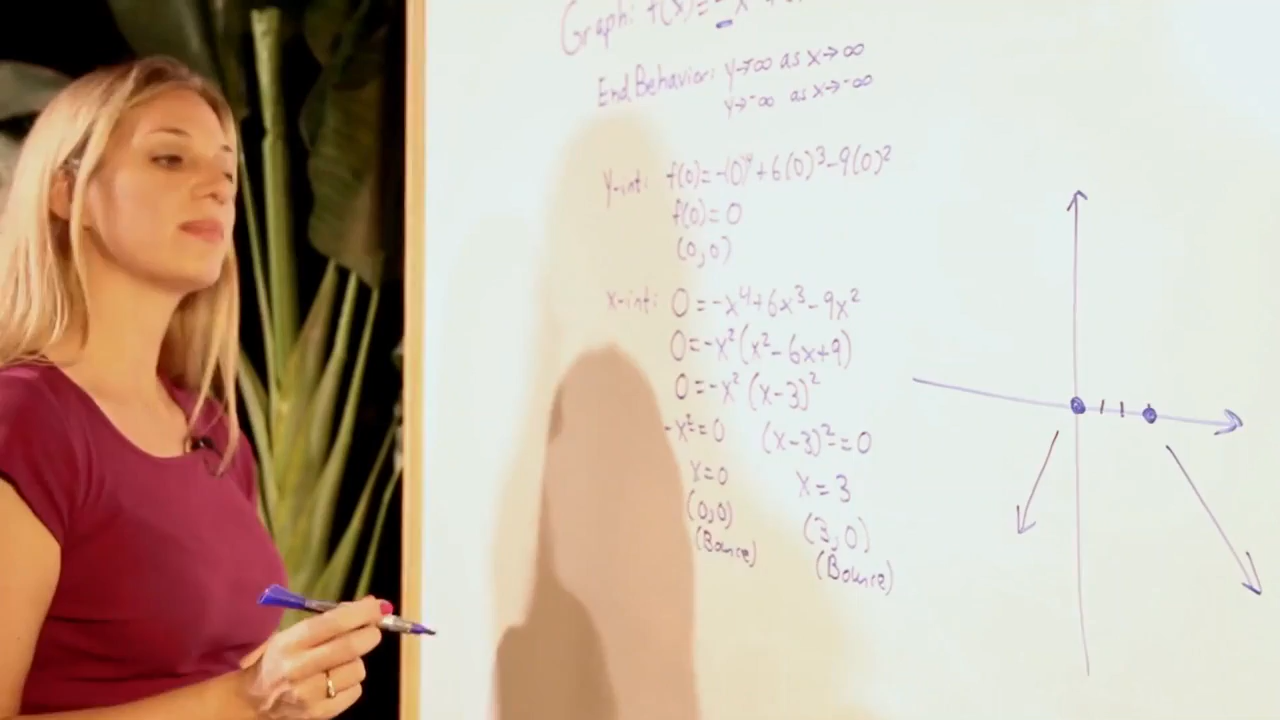 Graph: f(x)=-x
End Behavior: y→∞ as x→∞
y→-∞ as x→-∞
y-int: f(0)=-(0)⁴+6(0)³-9(0)²
f(0)=0
(0,0)
x-int: 0=-x⁴+6x³-9x²
0=-x²(x²-6x+9)
0=-x²(x-3)²
-x²=0 (x-3)²=0
x=0 x=3
(0,0) (3,0)
(Bounce) (Bounce)